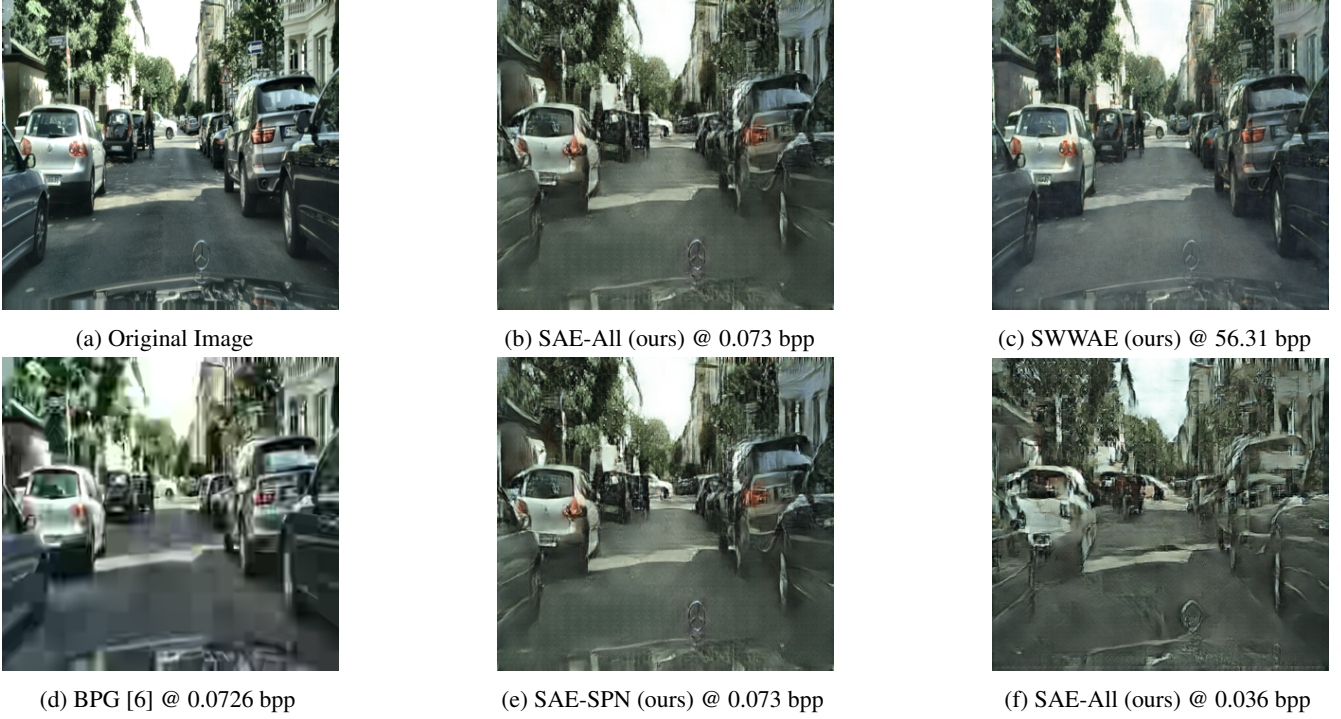 (a) Original Image
(b) SAE-All (ours) @ 0.073 bpp
(c) SWWAE (ours) @ 56.31 bpp
(d) BPG [6] @ 0.0726 bpp
(e) SAE-SPN (ours) @ 0.073 bpp
(f) SAE-All (ours) @ 0.036 bpp